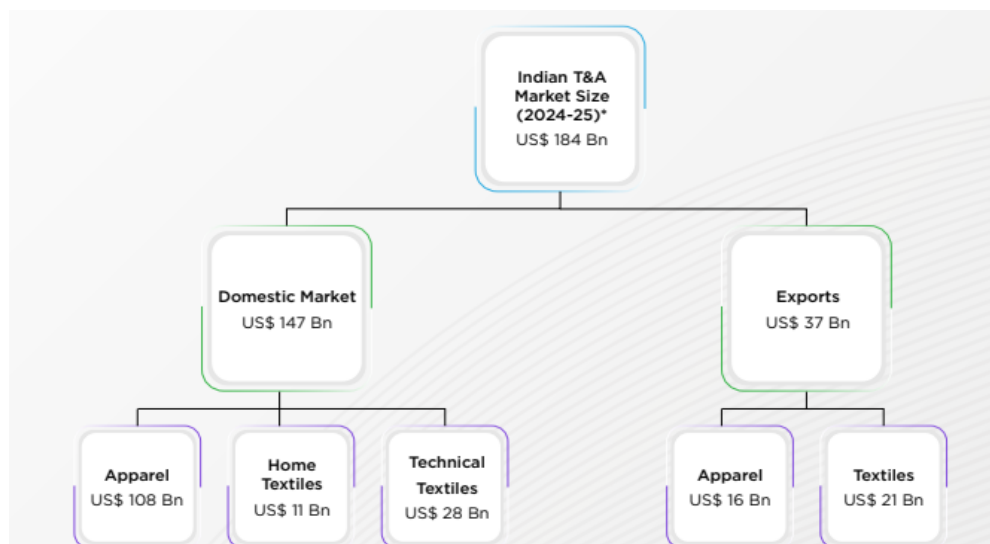 Indian T&A
Market Size
(2024-25)*
US$ 184 Bn
Domestic Market
US$ 147 Bn
Exports
US$ 37 Bn
Apparel
US$ 108 Bn
Home
Textiles
US$ 11 Bn
Technical
Textiles
US$ 28 Bn
Apparel
US$ 16 Bn
Textiles
US$ 21 Bn